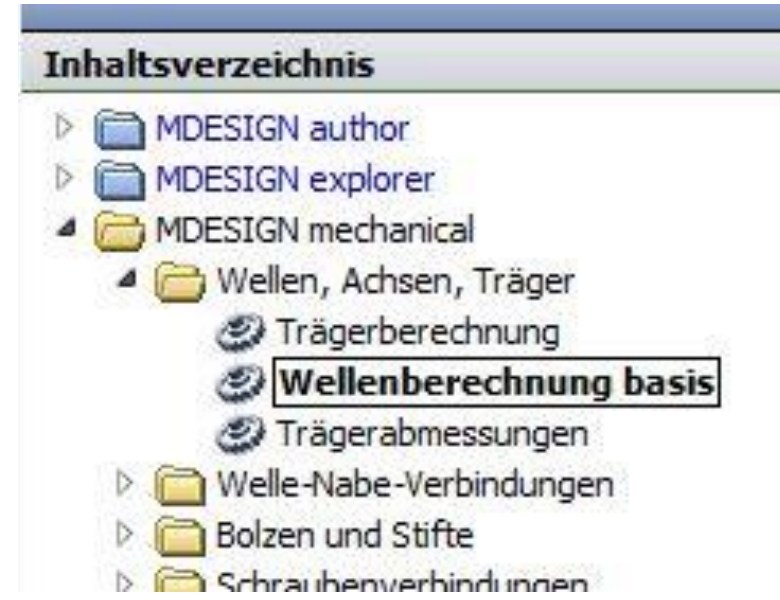 Inhaltsverzeichnis
MDESIGN author
MDESIGN explorer
MDESIGN mechanical
Wellen, Achsen, Träger
Trägerberechnung
Wellenberechnung basis
Trägerabmessungen
Welle-Nabe-Verbindungen
Bolzen und Stifte
Schraubenverbindungen